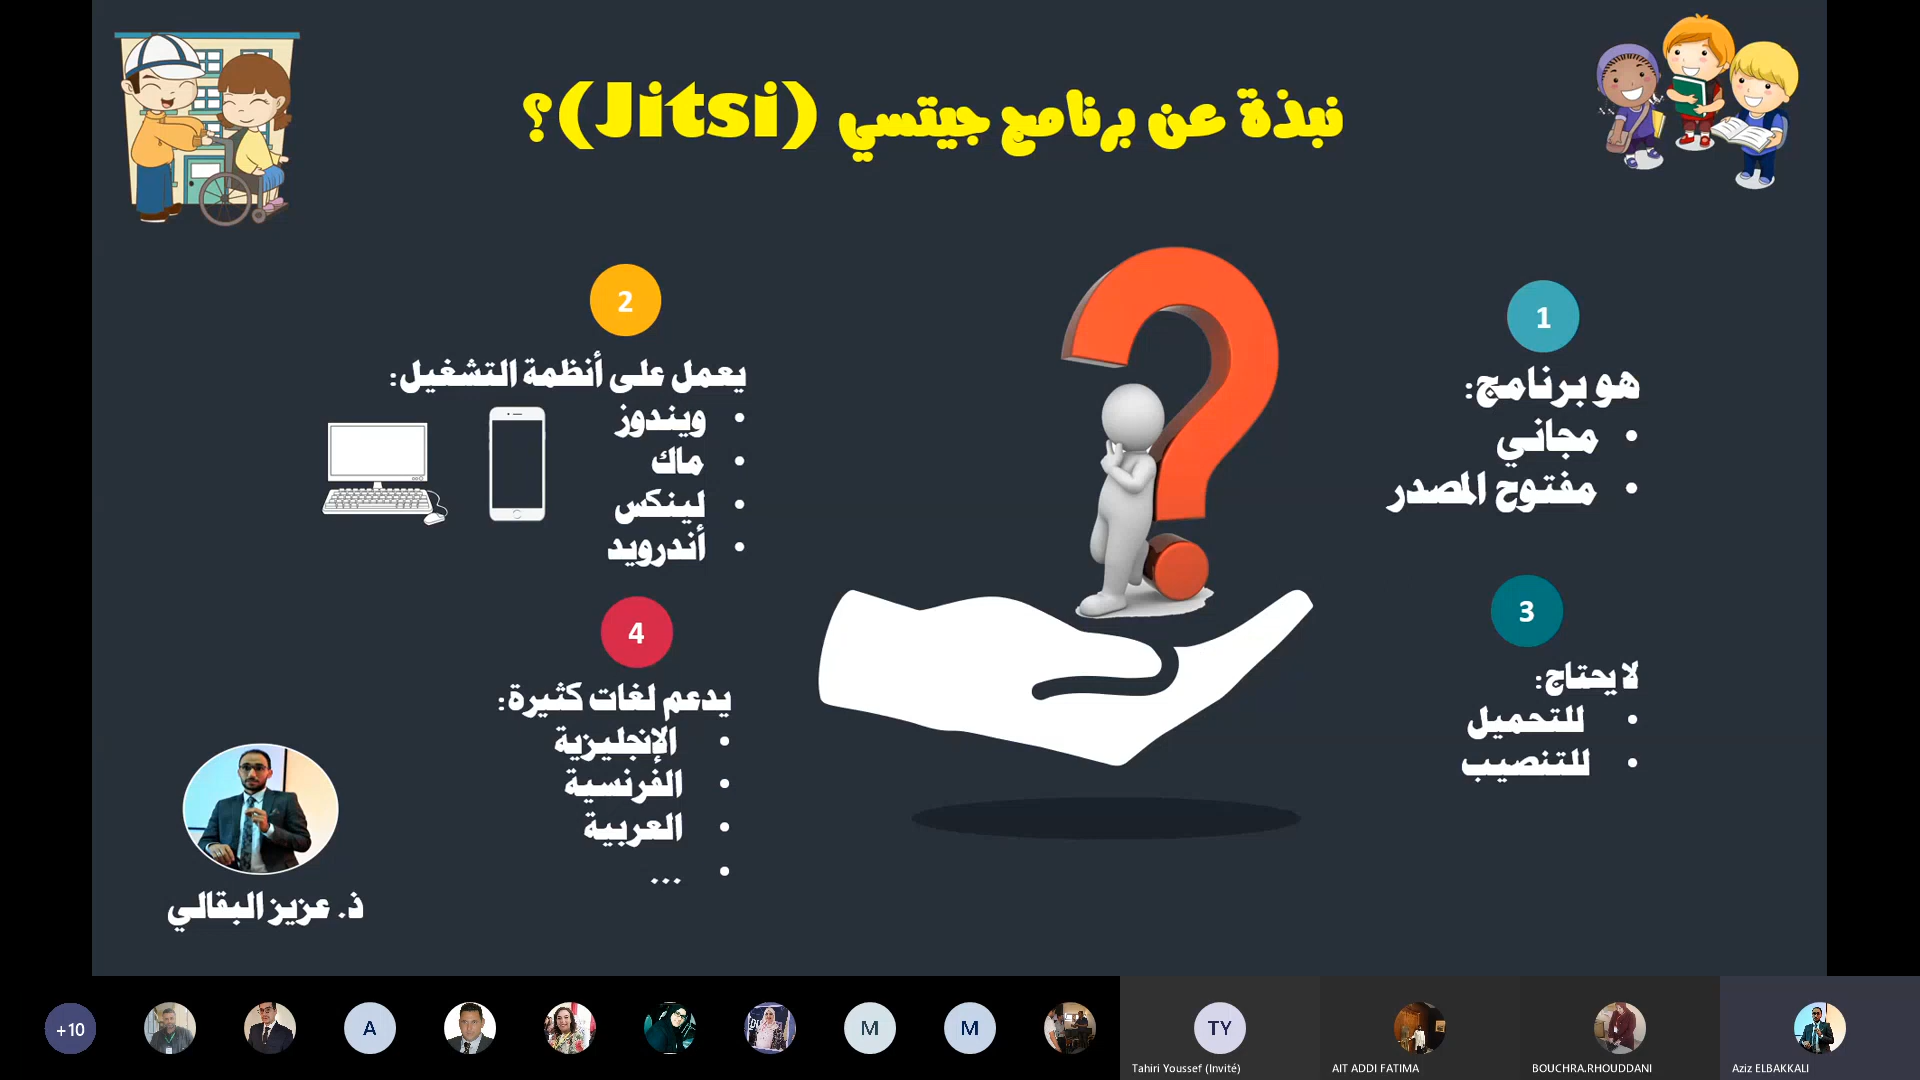 نبذة عن برنامج جيتسي (Jitsi)؟
1
هو برنامج:
• مجاني
• مفتوح المصدر
2
يعمل على أنظمة التشغيل:
• ويندوز
• ماك
• لينكس
• أندرويد
3
لا يحتاج:
• للتحميل
• للتنصيب
4
يدعم لغات كثيرة:
• الإنجليزية
• الفرنسية
• العربية
• ...
ذ. عزيز البقالي
+10
A
M
M
TY
Tahiri Youssef (Invité)
AIT ADDI FATIMA
BOUCHRA.RHOUDDANI
Aziz ELBAKKALI